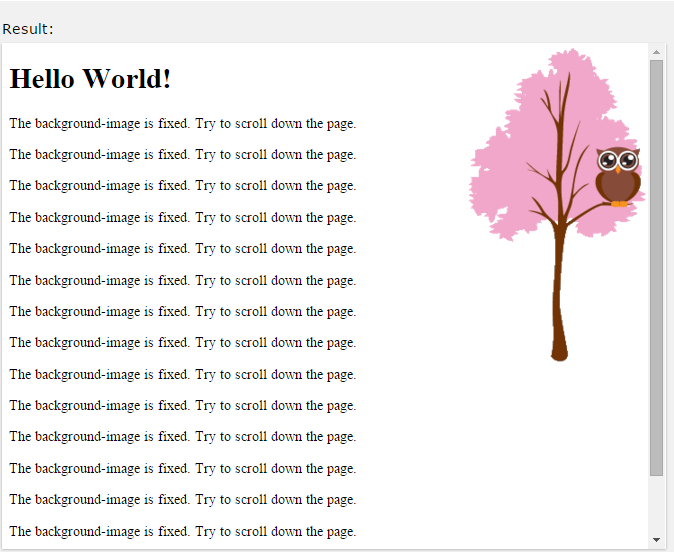 Result:
Hello World!
The background-image is fixed. Try to scroll down the page.
The background-image is fixed. Try to scroll down the page.
The background-image is fixed. Try to scroll down the page.
The background-image is fixed. Try to scroll down the page.
The background-image is fixed. Try to scroll down the page.
The background-image is fixed. Try to scroll down the page.
The background-image is fixed. Try to scroll down the page.
The background-image is fixed. Try to scroll down the page.
The background-image is fixed. Try to scroll down the page.
The background-image is fixed. Try to scroll down the page.
The background-image is fixed. Try to scroll down the page.
The background-image is fixed. Try to scroll down the page.
The background-image is fixed. Try to scroll down the page.
The background-image is fixed. Try to scroll down the page.